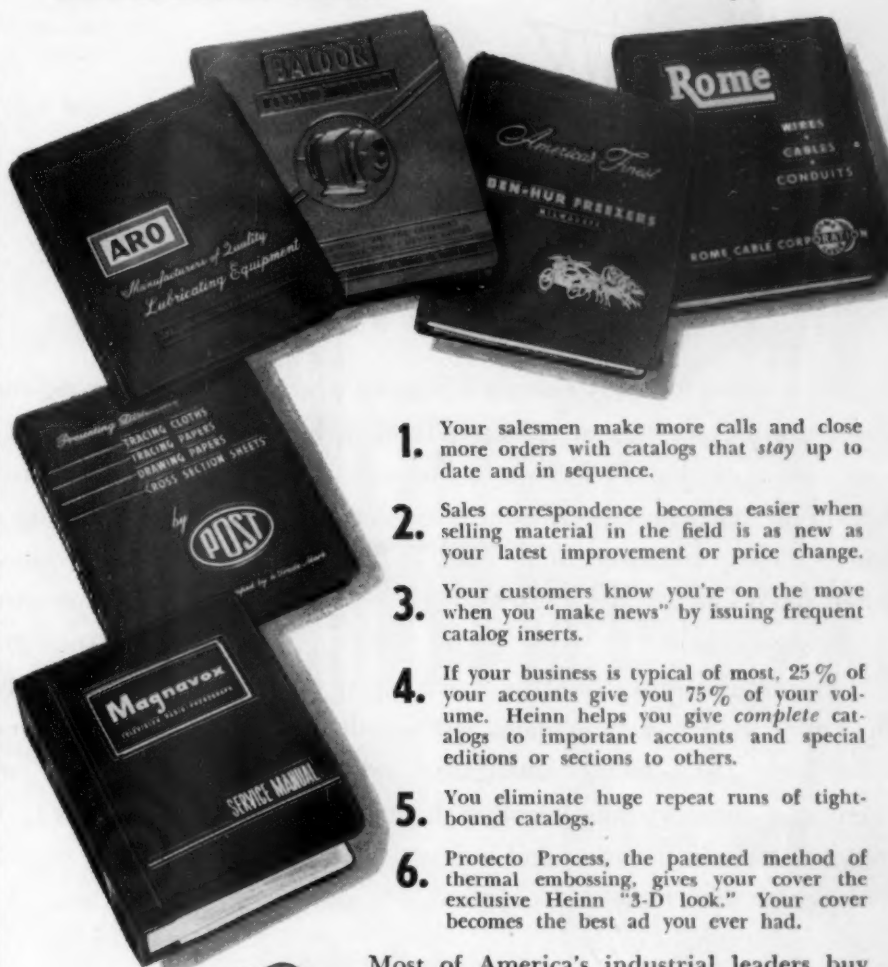 BALDOR
ARO
Manufacturers of Quality
Lubricating Equipment
America's Finest
BEN-HUR FREEZERS
MILWAUKEE
Rome
WIRES
CABLES
CONDUITS
ROME CABLE CORPORATION
TRACING CLOTHS
TRACING PAPERS
DRAWING PAPERS
CROSS SECTION SHEETS
by
POST
Magnavox
TELEVISION RADIO PHONOGRAPH
SERVICE MANUAL
1. Your salesmen make more calls and close
more orders with catalogs that stay up to
date and in sequence.
2. Sales correspondence becomes easier when
selling material in the field is as new as
your latest improvement or price change.
3. Your customers know you're on the move
when you "make news" by issuing frequent
catalog inserts.
4. If your business is typical of most, 25% of
your accounts give you 75% of your vol-
ume. Heinn helps you give complete cat-
alogs to important accounts and special
editions or sections to others.
5. You eliminate huge repeat runs of tight-
bound catalogs.
6. Protecto Process, the patented method of
thermal embossing, gives your cover the
exclusive Heinn "3-D look." Your cover
becomes the best ad you ever had.
Most of America's industrial leaders buy